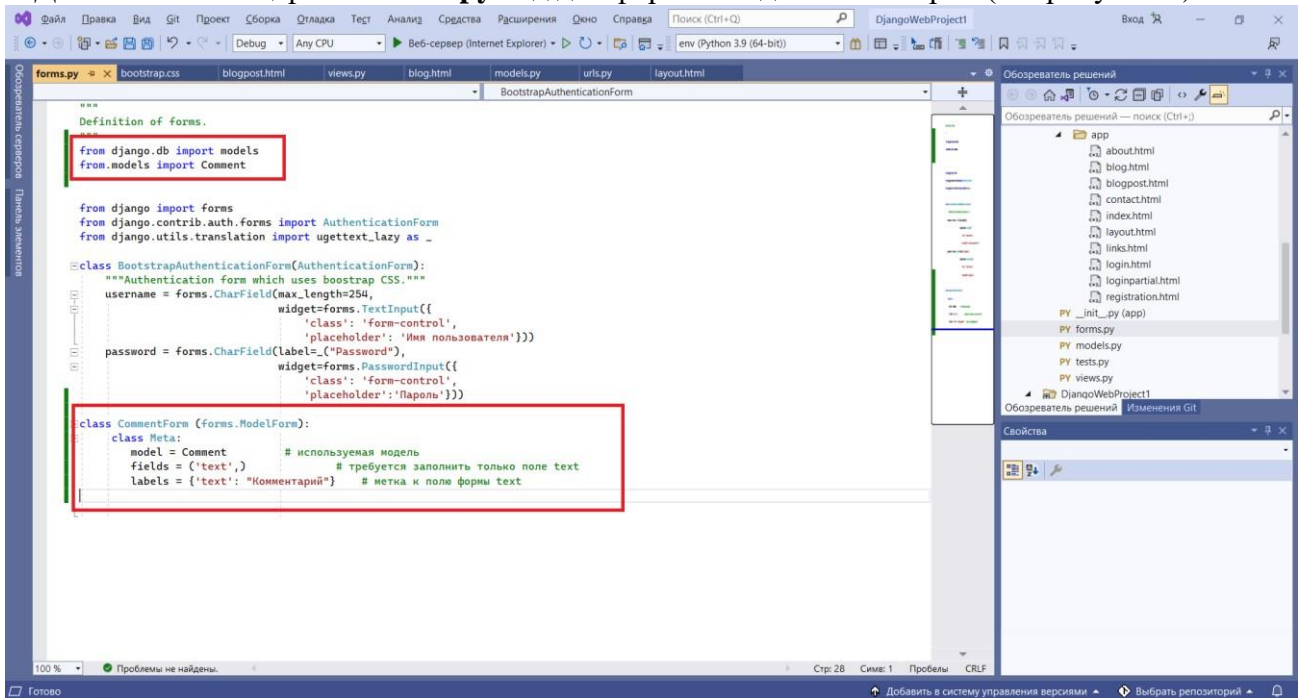 Файл Правка Вид Git Проект Сборка Отладка Тест Анализ Средства Расширения Окно Справка Поиск (Ctrl+Q) DjangoWebProject1 Вход
Debug Any CPU Веб-сервер (Internet Explorer) env (Python 3.9 (64-bit))
Обозреватель серверов
Панель элементов
forms.py bootstrap.css blogpost.html views.py blog.html models.py urls.py layout.html
BootstrapAuthenticationForm
"""
Definition of forms.
"""
from django.db import models
from.models import Comment
from django import forms
from django.contrib.auth.forms import AuthenticationForm
from django.utils.translation import ugettext_lazy as _
class BootstrapAuthenticationForm(AuthenticationForm):
"""Authentication form which uses boostrap CSS."""
username = forms.CharField(max_length=254,
widget=forms.TextInput({
'class': 'form-control',
'placeholder': 'Имя пользователя'}))
password = forms.CharField(label=_("Password"),
widget=forms.PasswordInput({
'class': 'form-control',
'placeholder':'Пароль'}))
class CommentForm (forms.ModelForm):
class Meta:
model = Comment # используемая модель
fields = ('text',) # требуется заполнить только поле text
labels = {'text': "Комментарий"} # метка к полю формы text
100 % Проблемы не найдены. Стр: 28 Симв: 1 Пробелы CRLF
Обозреватель решений
Обозреватель решений — поиск (Ctrl+;)
app
about.html
blog.html
blogpost.html
contact.html
index.html
layout.html
links.html
login.html
loginpartial.html
registration.html
PY __init__.py (app)
PY forms.py
PY models.py
PY tests.py
PY views.py
DjangoWebProject1
Обозреватель решений Изменения Git
Свойства
Готово Добавить в систему управления версиями Выбрать репозиторий